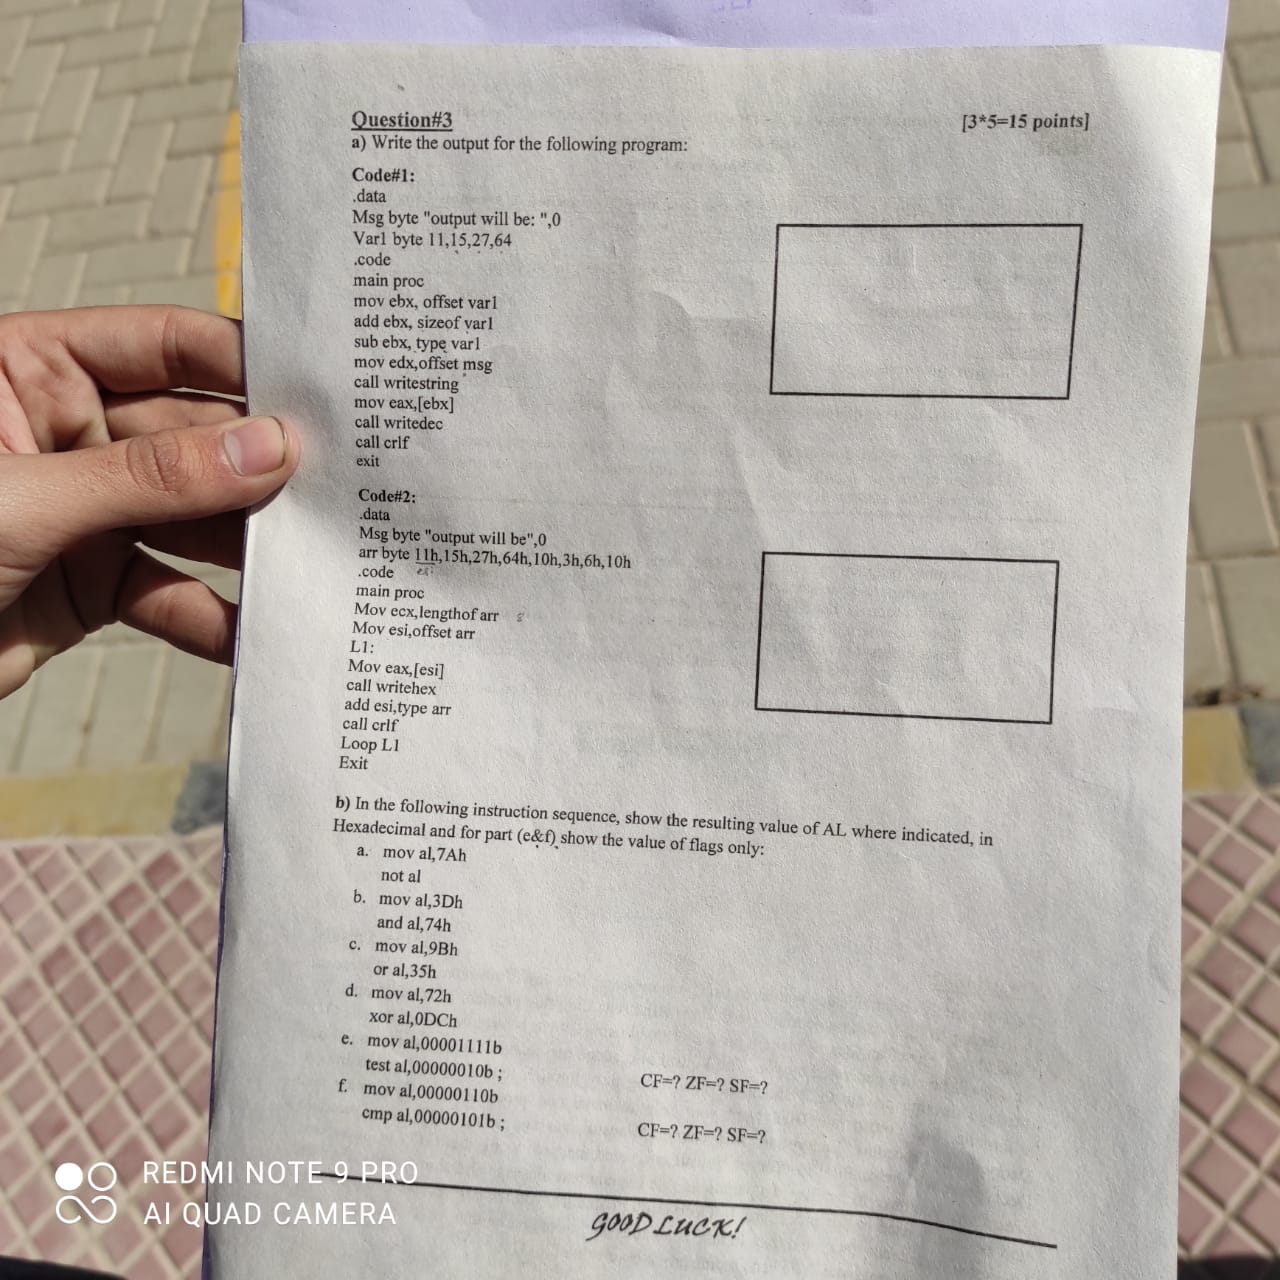 Question#3 [3*5=15 points]
a) Write the output for the following program:
Code#1:
.data
Msg byte "output will be: ",0
Var1 byte 11,15,27,64
.code
main proc
mov ebx, offset var1
add ebx, sizeof var1
sub ebx, type var1
mov edx,offset msg
call writestring
mov eax,[ebx]
call writedec
call crlf
exit
Code#2:
.data
Msg byte "output will be",0
arr byte 11h,15h,27h,64h,10h,3h,6h,10h
.code
main proc
Mov ecx,lengthof arr 8
Mov esi,offset arr
L1:
Mov eax,[esi]
call writehex
add esi,type arr
call crlf
Loop L1
Exit
b) In the following instruction sequence, show the resulting value of AL where indicated, in
Hexadecimal and for part (e&f) show the value of flags only:
a. mov al,7Ah
not al
b. mov al,3Dh
and al,74h
c. mov al,9Bh
or al,35h
d. mov al,72h
xor al,0DCh
e. mov al,00001111b
test al,00000010b ; CF=? ZF=? SF=?
f. mov al,00000110b
cmp al,00000101b ; CF=? ZF=? SF=?
GOOD LUCK!
REDMI NOTE 9 PRO
AI QUAD CAMERA